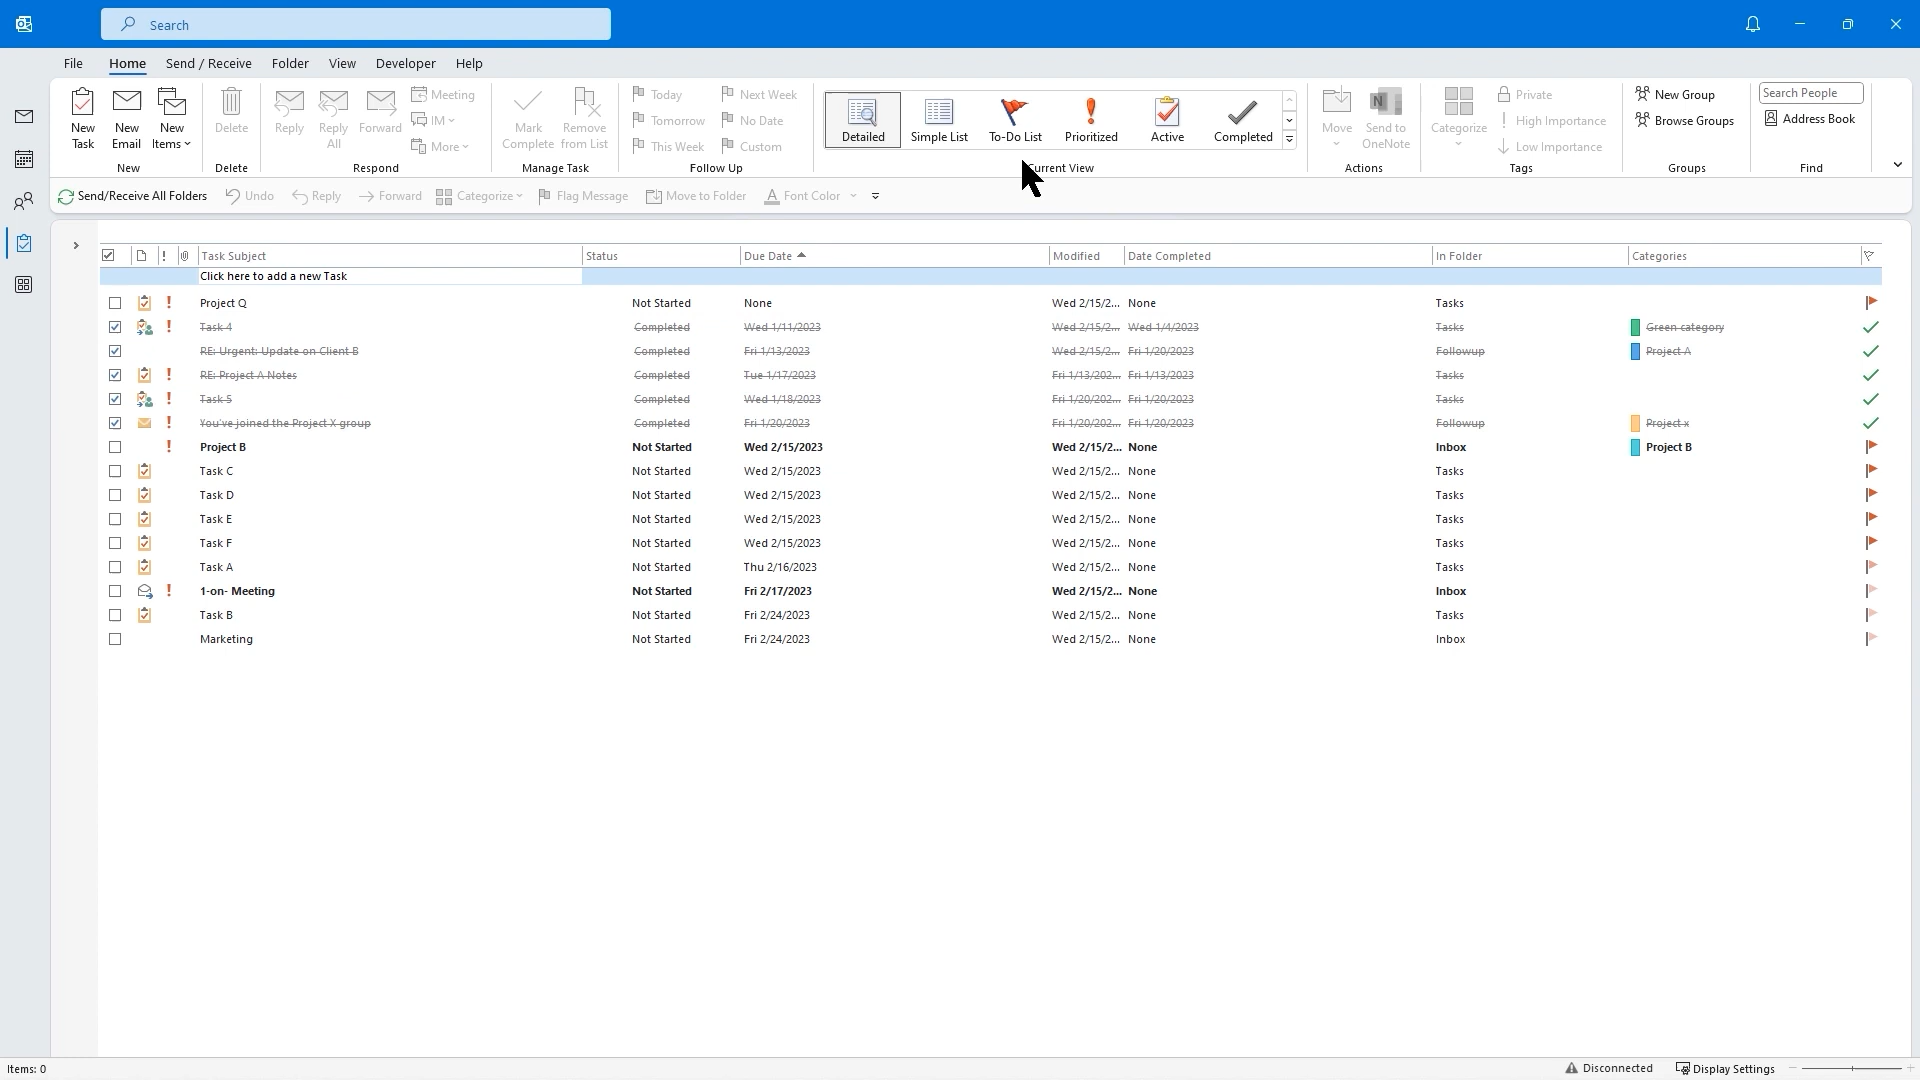 Search
File Home Send / Receive Folder View Developer Help
New Task
New Email
New Items
New
Delete
Delete
Reply
Reply All
Forward
Meeting
IM
More
Respond
Mark Complete
Remove from List
Manage Task
Today
Tomorrow
This Week
Next Week
No Date
Custom
Follow Up
Detailed
Simple List
To-Do List
Prioritized
Active
Completed
Current View
Move
Send to OneNote
Actions
Categorize
Private
High Importance
Low Importance
Tags
New Group
Browse Groups
Groups
Search People
Address Book
Find
Send/Receive All Folders Undo Reply Forward Categorize Flag Message Move to Folder Font Color
! Task Subject Status Due Date Modified Date Completed In Folder Categories
Click here to add a new Task
! Project Q Not Started None Wed 2/15/2... None Tasks
! Task 4 Completed Wed 1/11/2023 Wed 2/15/2... Wed 1/4/2023 Tasks Green category
RE: Urgent: Update on Client B Completed Fri 1/13/2023 Wed 2/15/2... Fri 1/20/2023 Followup Project A
! RE: Project A Notes Completed Tue 1/17/2023 Fri 1/13/202... Fri 1/13/2023 Tasks
! Task 5 Completed Wed 1/18/2023 Fri 1/20/202... Fri 1/20/2023 Tasks
! You've joined the Project X group Completed Fri 1/20/2023 Fri 1/20/202... Fri 1/20/2023 Followup Project x
! Project B Not Started Wed 2/15/2023 Wed 2/15/2... None Inbox Project B
Task C Not Started Wed 2/15/2023 Wed 2/15/2... None Tasks
Task D Not Started Wed 2/15/2023 Wed 2/15/2... None Tasks
Task E Not Started Wed 2/15/2023 Wed 2/15/2... None Tasks
Task F Not Started Wed 2/15/2023 Wed 2/15/2... None Tasks
Task A Not Started Thu 2/16/2023 Wed 2/15/2... None Tasks
! 1-on- Meeting Not Started Fri 2/17/2023 Wed 2/15/2... None Inbox
Task B Not Started Fri 2/24/2023 Wed 2/15/2... None Tasks
Marketing Not Started Fri 2/24/2023 Wed 2/15/2... None Inbox
Items: 0 Disconnected Display Settings